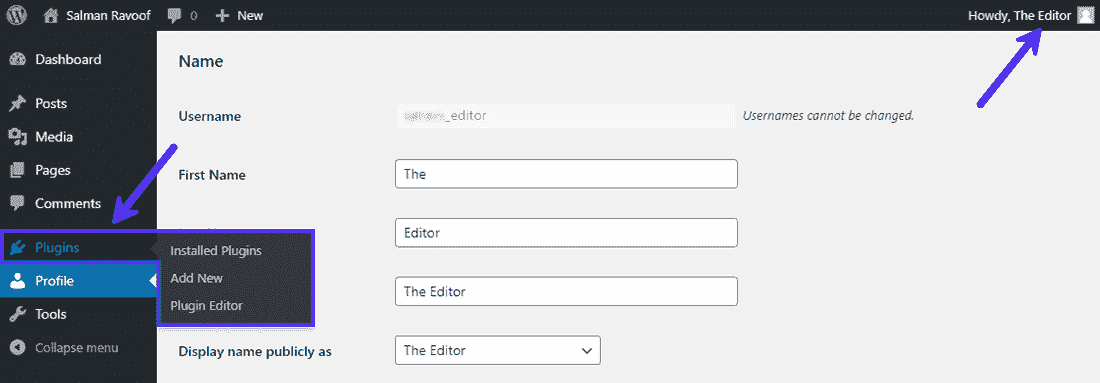 Salman Ravoof 0 New Howdy, The Editor
Dashboard
Posts
Media
Pages
Comments
Plugins
Installed Plugins
Add New
Plugin Editor
Profile
Tools
Collapse menu
Name
Username _editor Usernames cannot be changed.
First Name The
Editor
The Editor
Display name publicly as The Editor